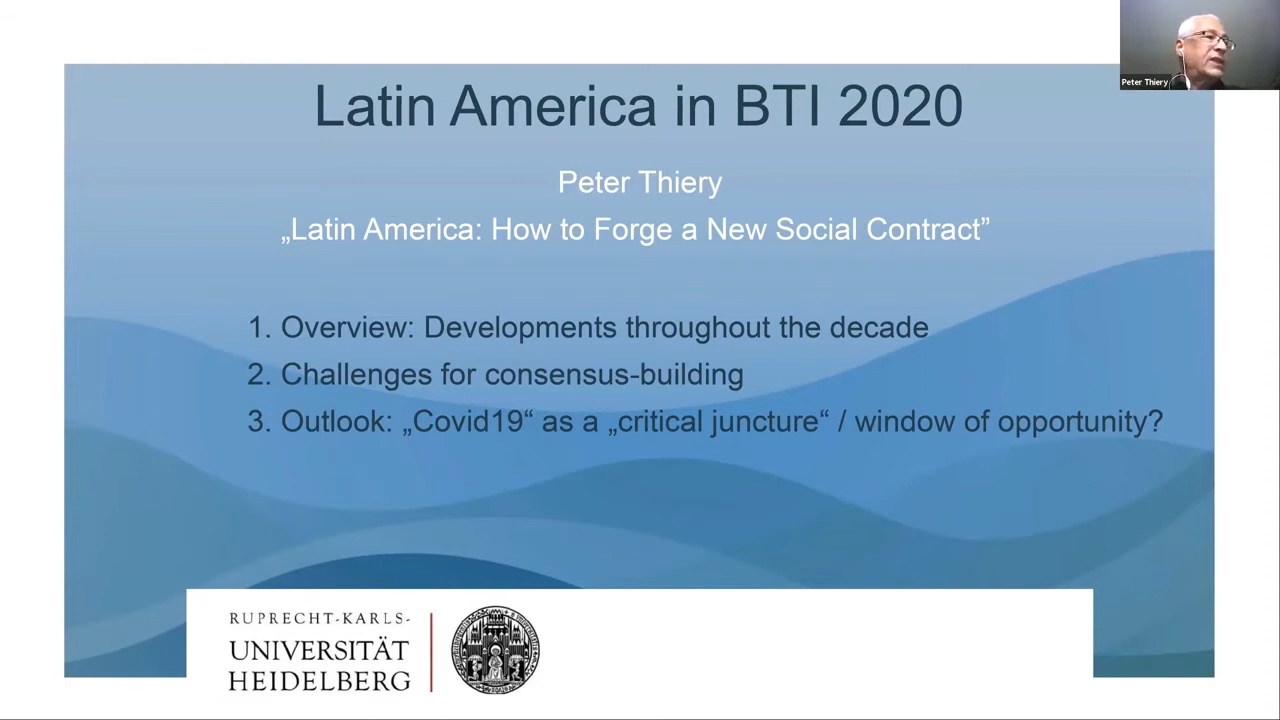 Latin America in BTI 2020
Peter Thiery
Peter Thiery
„Latin America: How to Forge a New Social Contract”
1. Overview: Developments throughout the decade
2. Challenges for consensus-building
3. Outlook: „Covid19“ as a „critical juncture“ / window of opportunity?
RUPRECHT-KARLS-
UNIVERSITÄT
HEIDELBERG